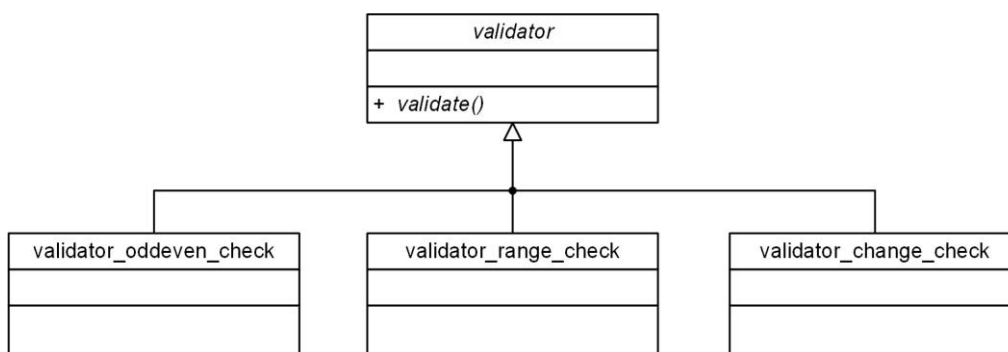 validator
+ validate()
validator_oddeven_check
validator_range_check
validator_change_check